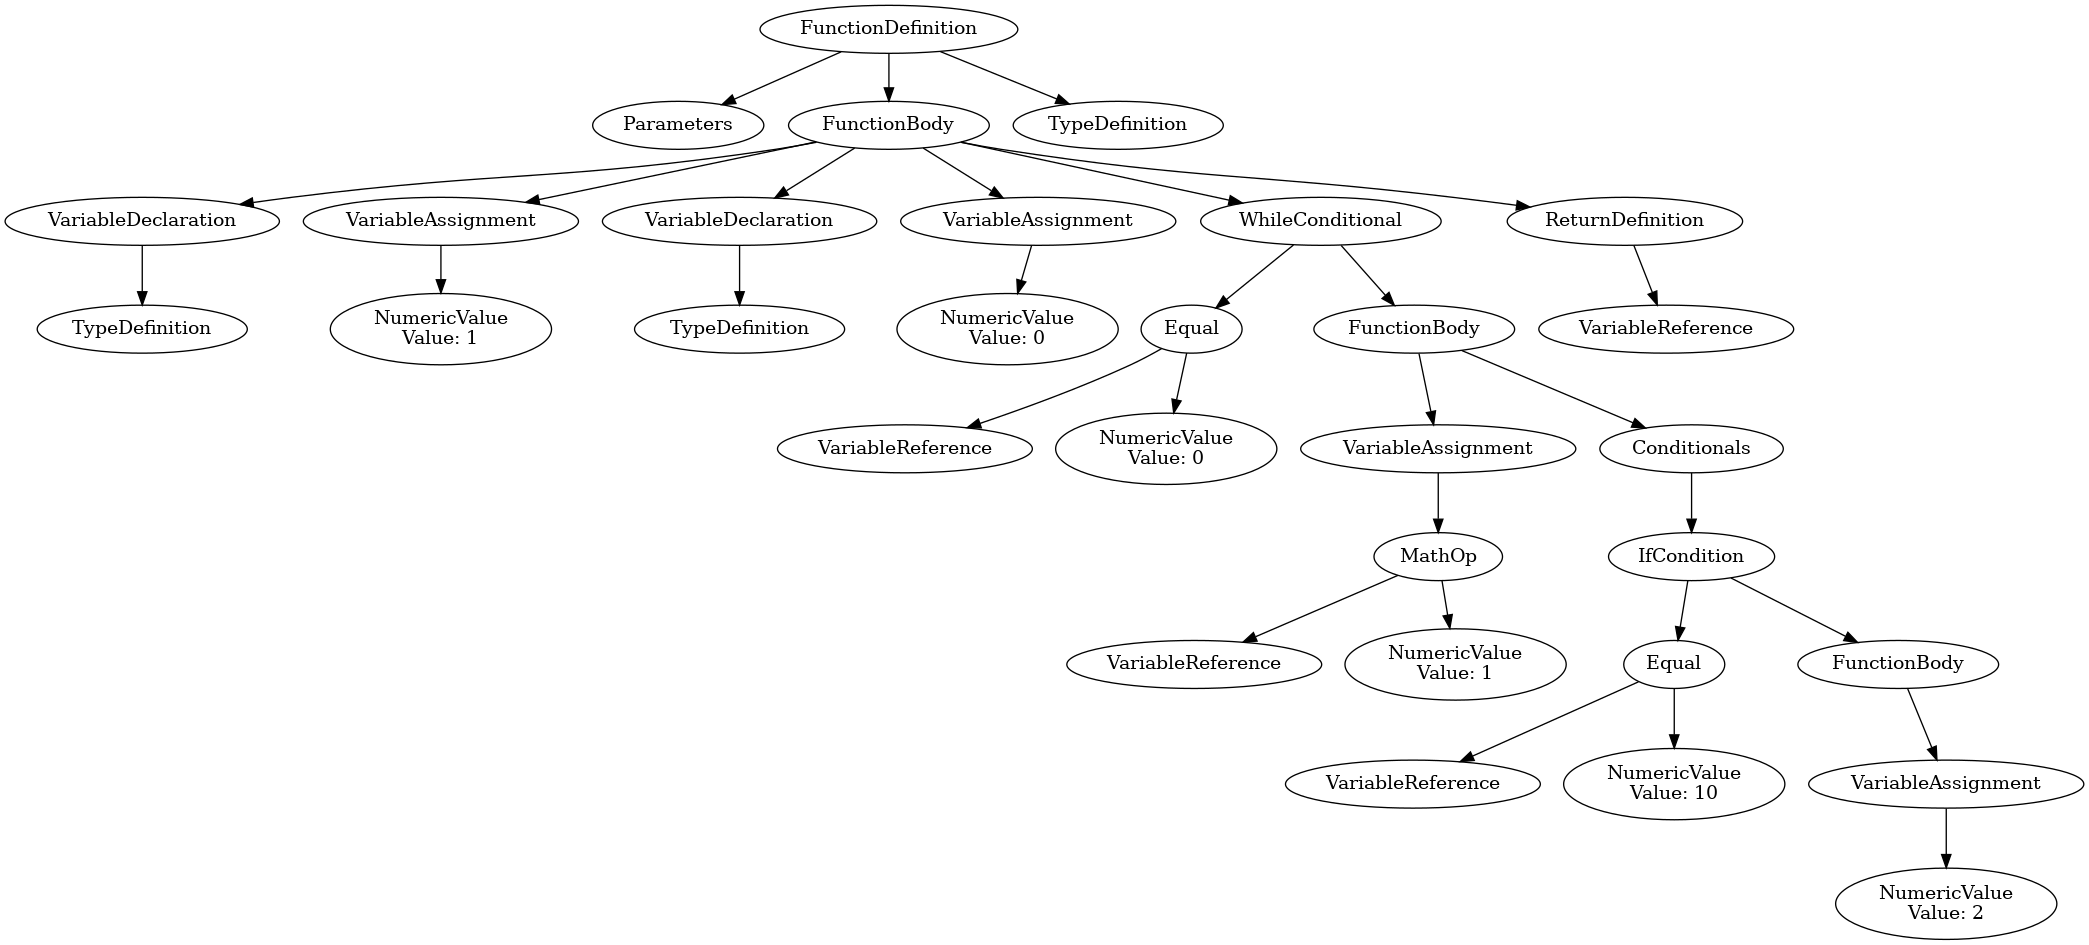 FunctionDefinition
Parameters
FunctionBody
TypeDefinition
VariableDeclaration
VariableAssignment
VariableDeclaration
VariableAssignment
WhileConditional
ReturnDefinition
TypeDefinition
NumericValue
Value: 1
TypeDefinition
NumericValue
Value: 0
Equal
FunctionBody
VariableReference
VariableReference
NumericValue
Value: 0
VariableAssignment
Conditionals
MathOp
IfCondition
VariableReference
NumericValue
Value: 1
Equal
FunctionBody
VariableReference
NumericValue
Value: 10
VariableAssignment
NumericValue
Value: 2